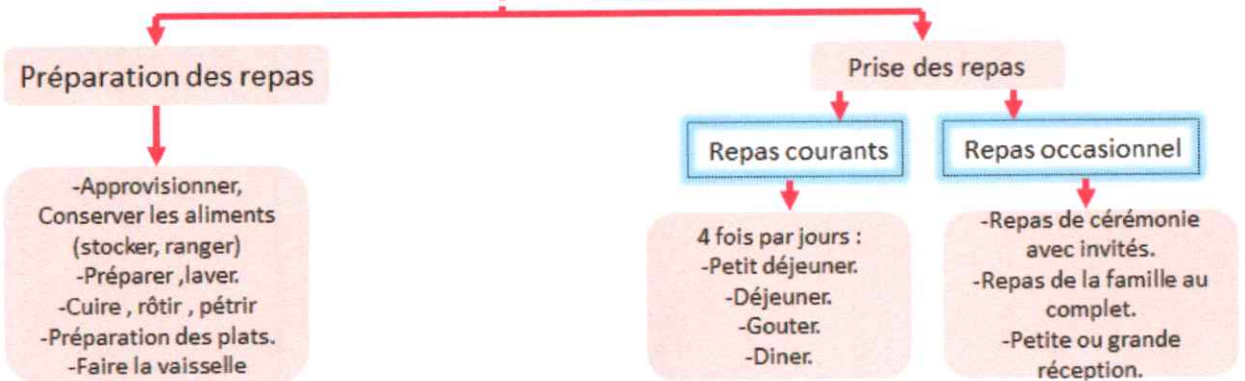 Préparation des repas
-Approvisionner,
Conserver les aliments
(stocker, ranger)
-Préparer ,laver.
-Cuire , rôtir , pétrir
-Préparation des plats.
-Faire la vaisselle
Prise des repas
Repas courants
4 fois par jours :
-Petit déjeuner.
-Déjeuner.
-Gouter.
-Diner.
Repas occasionnel
-Repas de cérémonie
avec invités.
-Repas de la famille au
complet.
-Petite ou grande
réception.